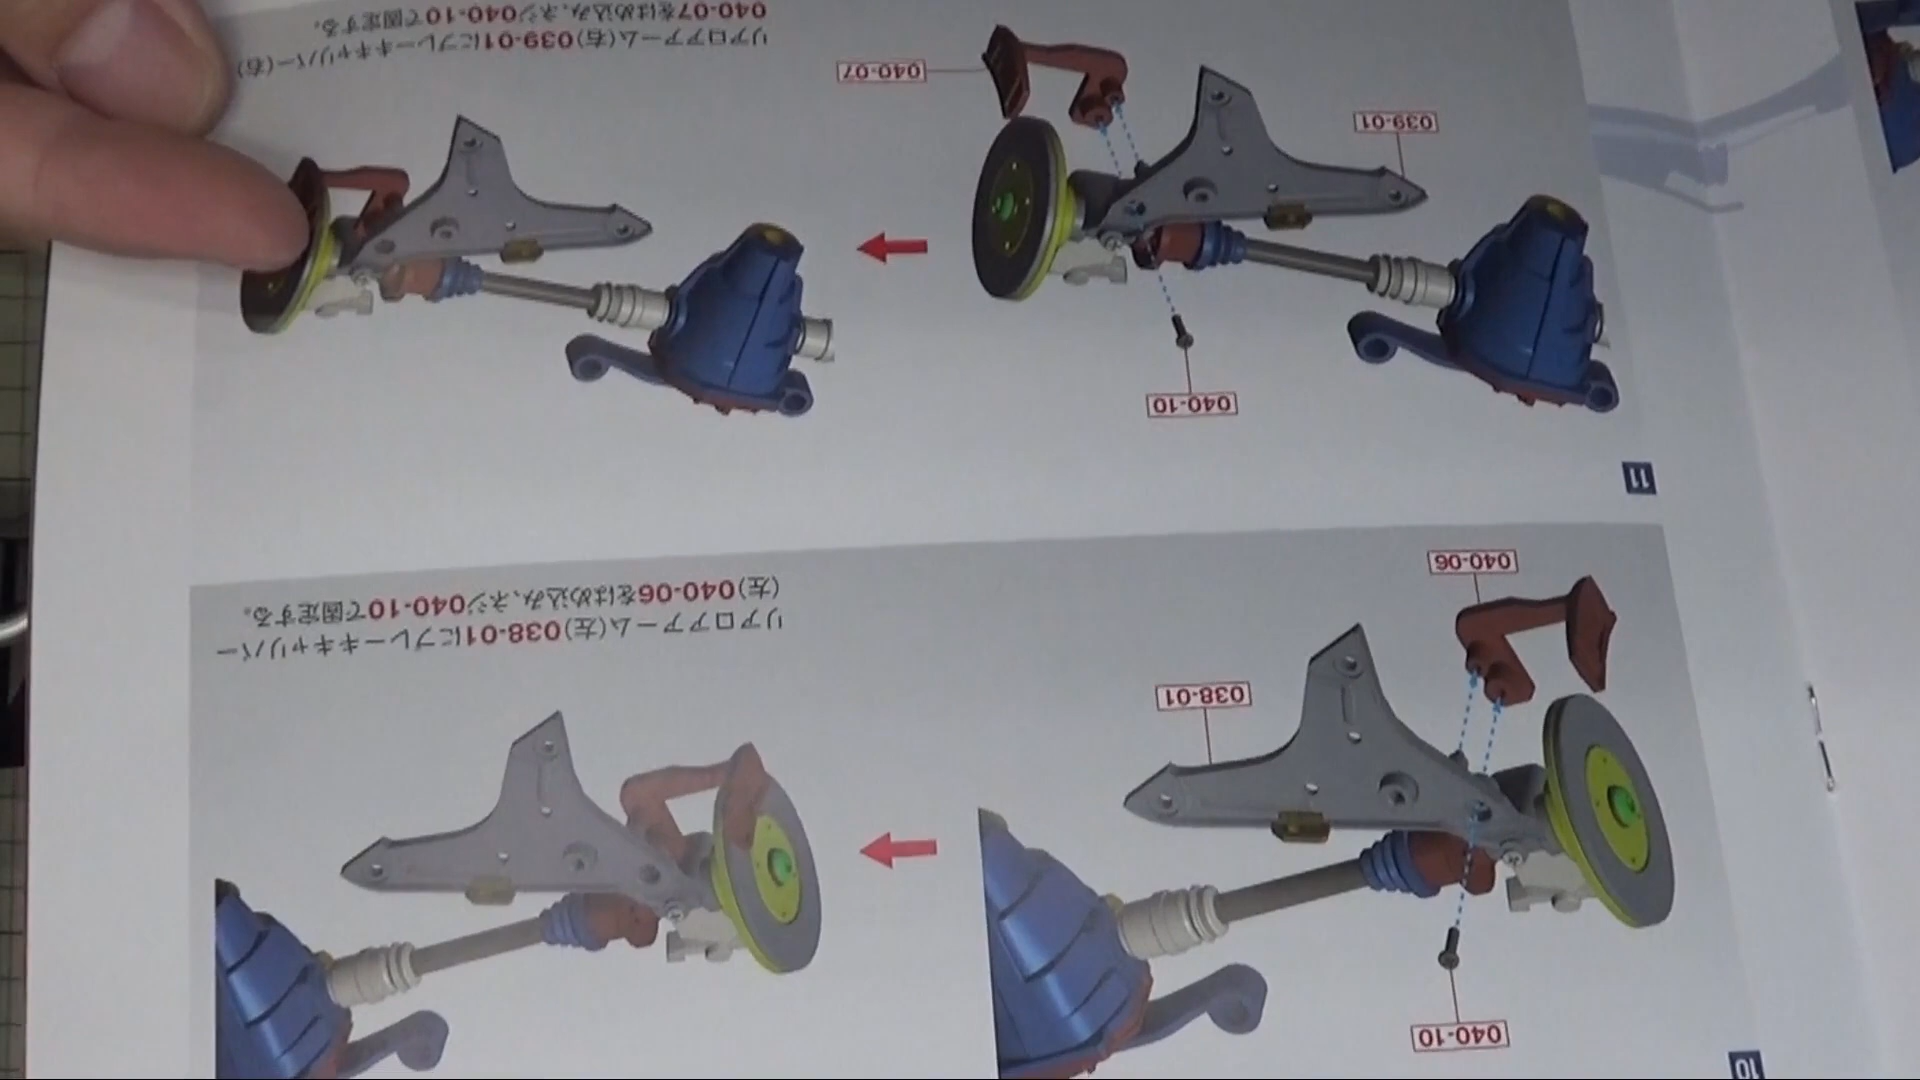 10
040-10
038-01
040-06
リアロアアーム(左)038-01にブレーキキャリパー
(左)040-06をはめ込み、ネジ040-10で固定する。
11
040-10
039-01
040-07
リアロアアーム(右)039-01にブレーキキャリパー(右)
040-07をはめ込み、ネジ040-10で固定する。